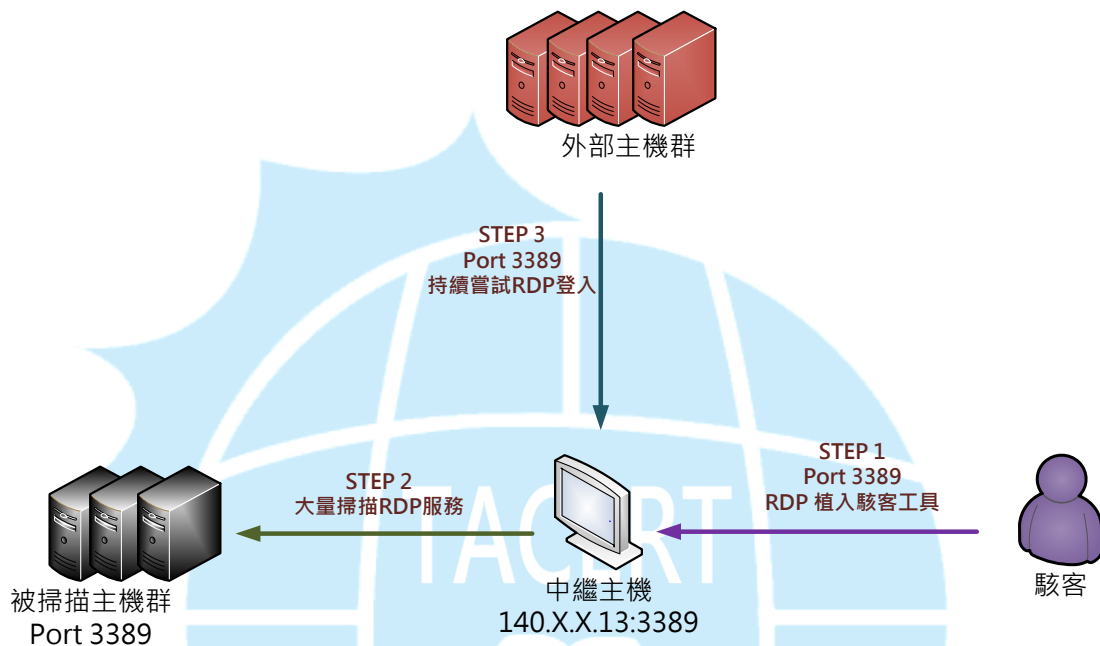 外部主機群
STEP 3
Port 3389
持續嘗試RDP登入
STEP 1
Port 3389
RDP 植入駭客工具
STEP 2
大量掃描RDP服務
TACERT
被掃描主機群
Port 3389
中繼主機
140.X.X.13:3389
駭客